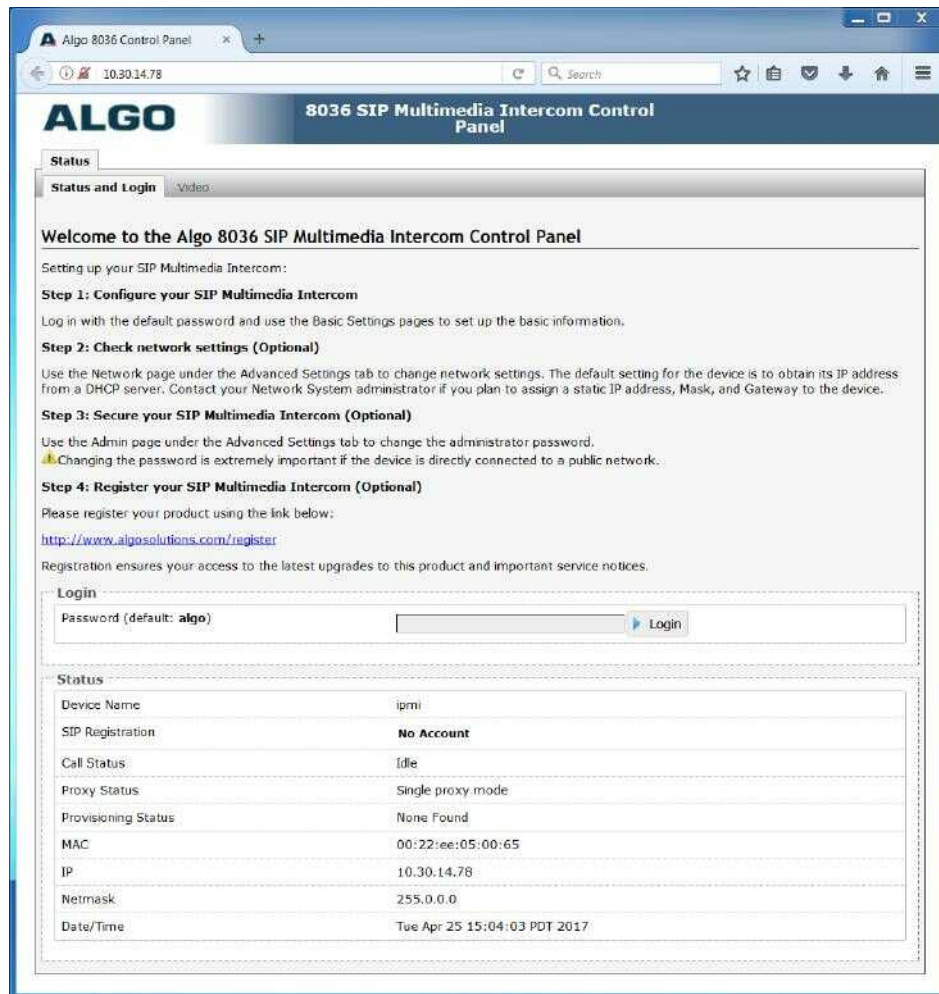 Algo 8036 Control Panel
10.30.14.78
Search
ALGO
8036 SIP Multimedia Intercom Control
Panel
Status
Status and Login Video
Welcome to the Algo 8036 SIP Multimedia Intercom Control Panel
Setting up your SIP Multimedia Intercom:
Step 1: Configure your SIP Multimedia Intercom
Log in with the default password and use the Basic Settings pages to set up the basic information.
Step 2: Check network settings (Optional)
Use the Network page under the Advanced Settings tab to change network settings. The default setting for the device is to obtain its IP address
from a DHCP server. Contact your Network System administrator if you plan to assign a static IP address, Mask, and Gateway to the device.
Step 3: Secure your SIP Multimedia Intercom (Optional)
Use the Admin page under the Advanced Settings tab to change the administrator password.
Changing the password is extremely important if the device is directly connected to a public network.
Step 4: Register your SIP Multimedia Intercom (Optional)
Please register your product using the link below:
http://www.algosolutions.com/register
Registration ensures your access to the latest upgrades to this product and important service notices.
Login
Password (default: algo) Login
Status
Device Name ipmi
SIP Registration No Account
Call Status Idle
Proxy Status Single proxy mode
Provisioning Status None Found
MAC 00:22:ee:05:00:65
IP 10.30.14.78
Netmask 255.0.0.0
Date/Time Tue Apr 25 15:04:03 PDT 2017